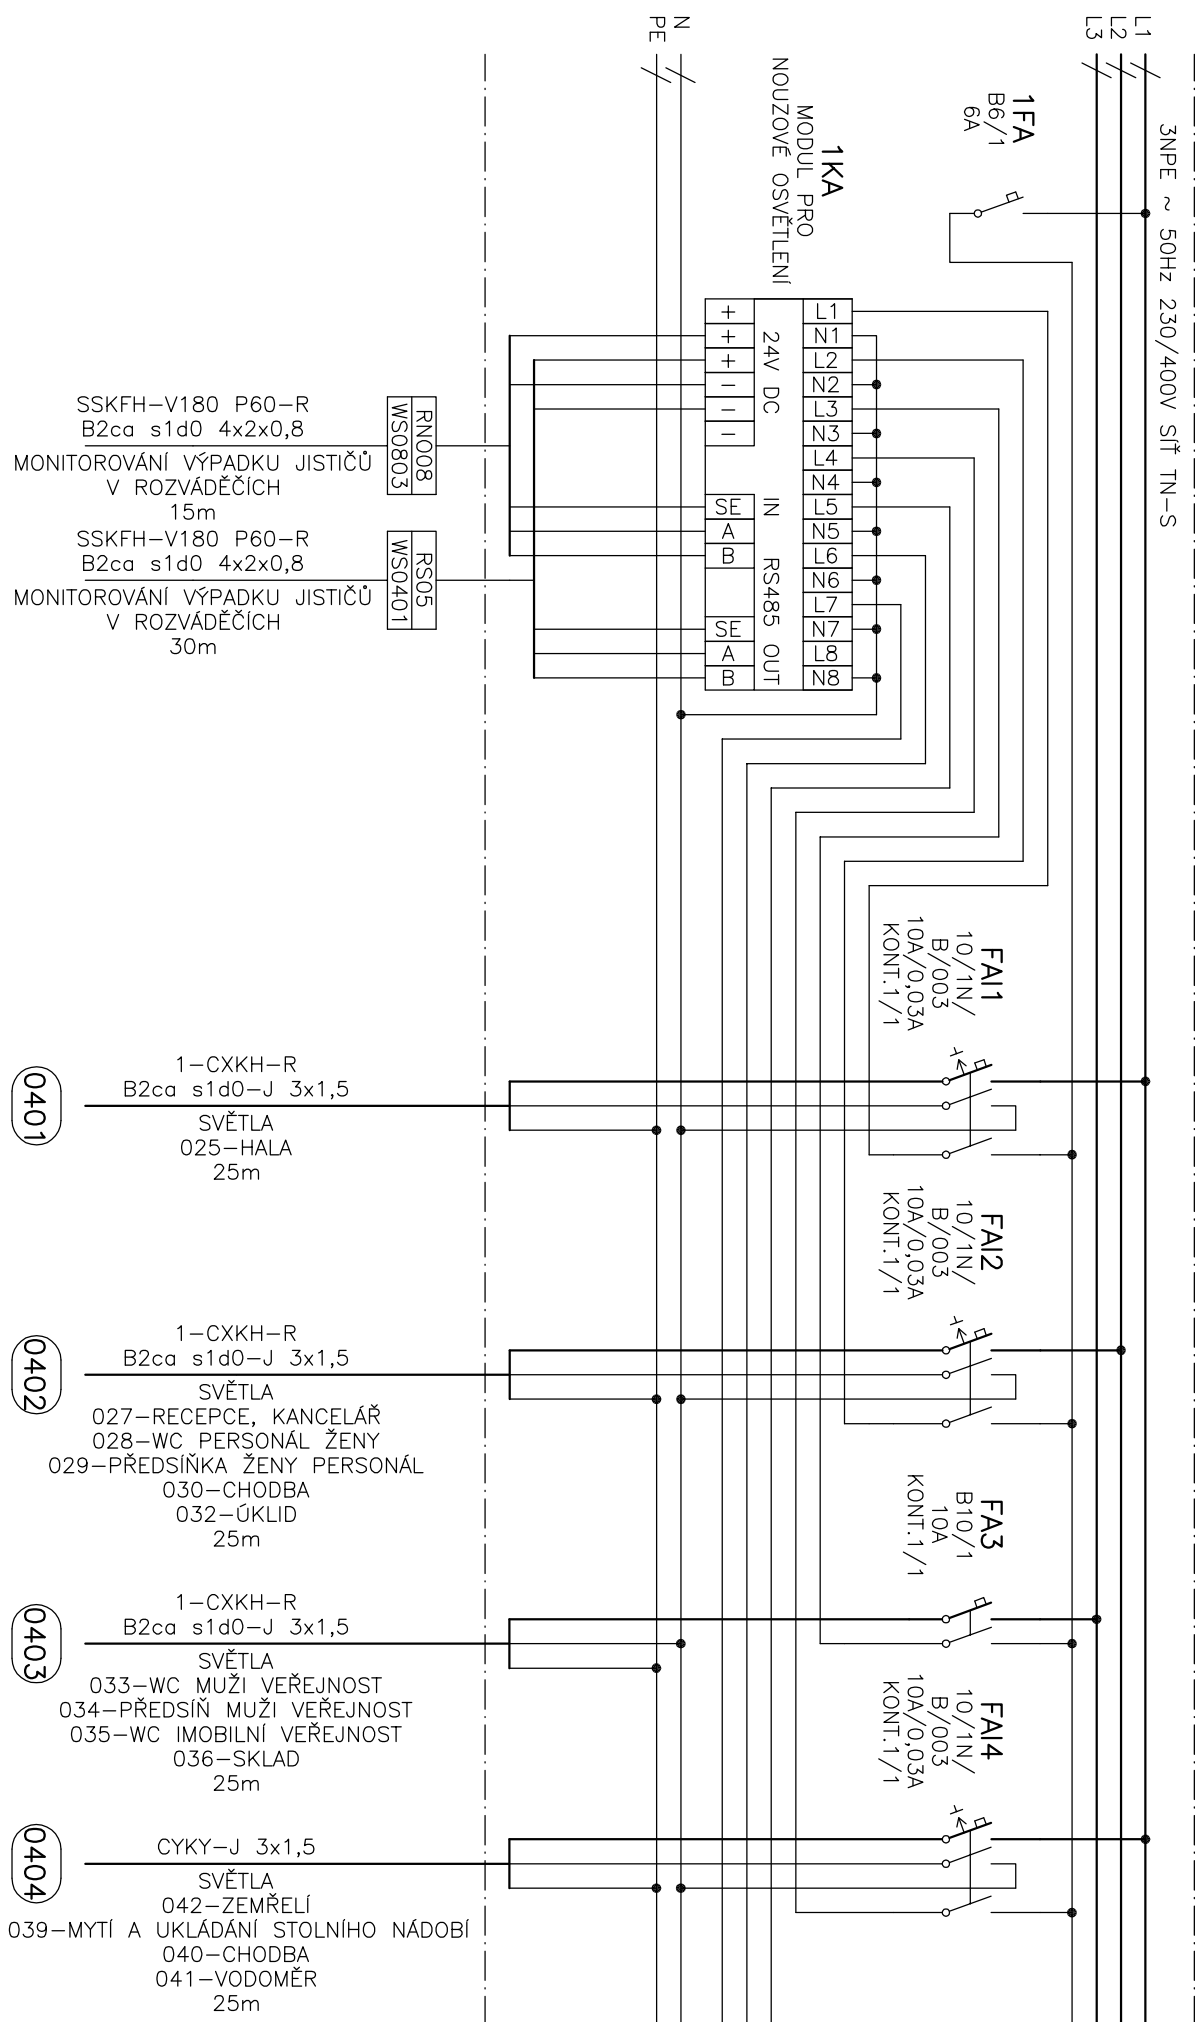 L1
L2
L3
N
PE
3NPE ~ 50Hz 230/400V SÍŤ TN-S
1FA
B6/1
6A
1KA
MODUL PRO
NOUZOVÉ OSVĚTLENÍ
+
+
+
-
-
-
SE
A
B
SE
A
B
24V DC
IN
RS485
OUT
L1
N1
L2
N2
L3
N3
L4
N4
L5
N5
L6
N6
L7
N7
L8
N8
SSKFH-V180 P60-R
B2ca s1d0 4x2x0,8
MONITOROVÁNÍ VÝPADKU JISTIČŮ
V ROZVÁDĚČÍCH
15m
RNO08
WS0803
SSKFH-V180 P60-R
B2ca s1d0 4x2x0,8
MONITOROVÁNÍ VÝPADKU JISTIČŮ
V ROZVÁDĚČÍCH
30m
RS05
WS0401
FAI1
10/1N/
B/003
10A/0,03A
KONT.1/1
0401
1-CXKH-R
B2ca s1d0-J 3x1,5
SVĚTLA
025-HALA
25m
FAI2
10/1N/
B/003
10A/0,03A
KONT.1/1
0402
1-CXKH-R
B2ca s1d0-J 3x1,5
SVĚTLA
027-RECEPCE, KANCELÁŘ
028-WC PERSONÁL ŽENY
029-PŘEDSÍŇKA ŽENY PERSONÁL
030-CHODBA
032-ÚKLID
25m
FA3
B10/1
10A
KONT.1/1
0403
1-CXKH-R
B2ca s1d0-J 3x1,5
SVĚTLA
033-WC MUŽI VEŘEJNOST
034-PŘEDSÍŇ MUŽI VEŘEJNOST
035-WC IMOBILNÍ VEŘEJNOST
036-SKLAD
25m
FAI4
10/1N/
B/003
10A/0,03A
KONT.1/1
0404
CYKY-J 3x1,5
SVĚTLA
042-ZEMŘELÍ
039-MYTÍ A UKLÁDÁNÍ STOLNÍHO NÁDOBÍ
040-CHODBA
041-VODOMĚR
25m